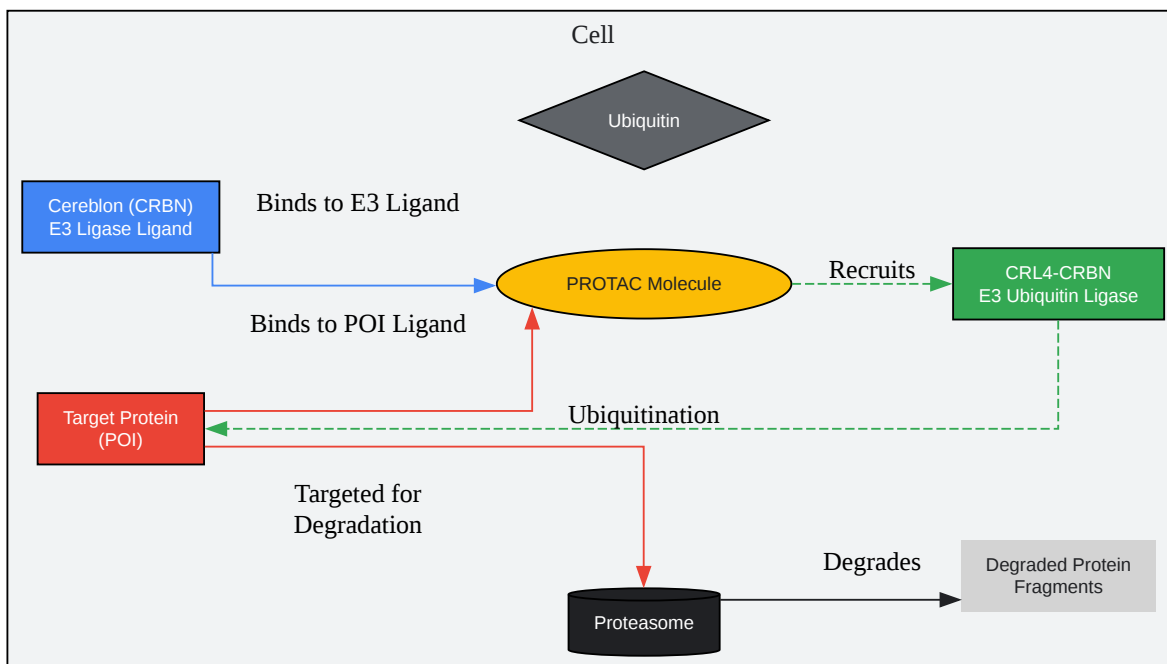 Cell
Ubiquitin
Cereblon (CRBN)
E3 Ligase Ligand
Binds to E3 Ligand
PROTAC Molecule
Recruits
CRL4-CRBN
E3 Ubiquitin Ligase
Binds to POI Ligand
Target Protein
(POI)
Ubiquitination
Targeted for
Degradation
Proteasome
Degrades
Degraded Protein
Fragments